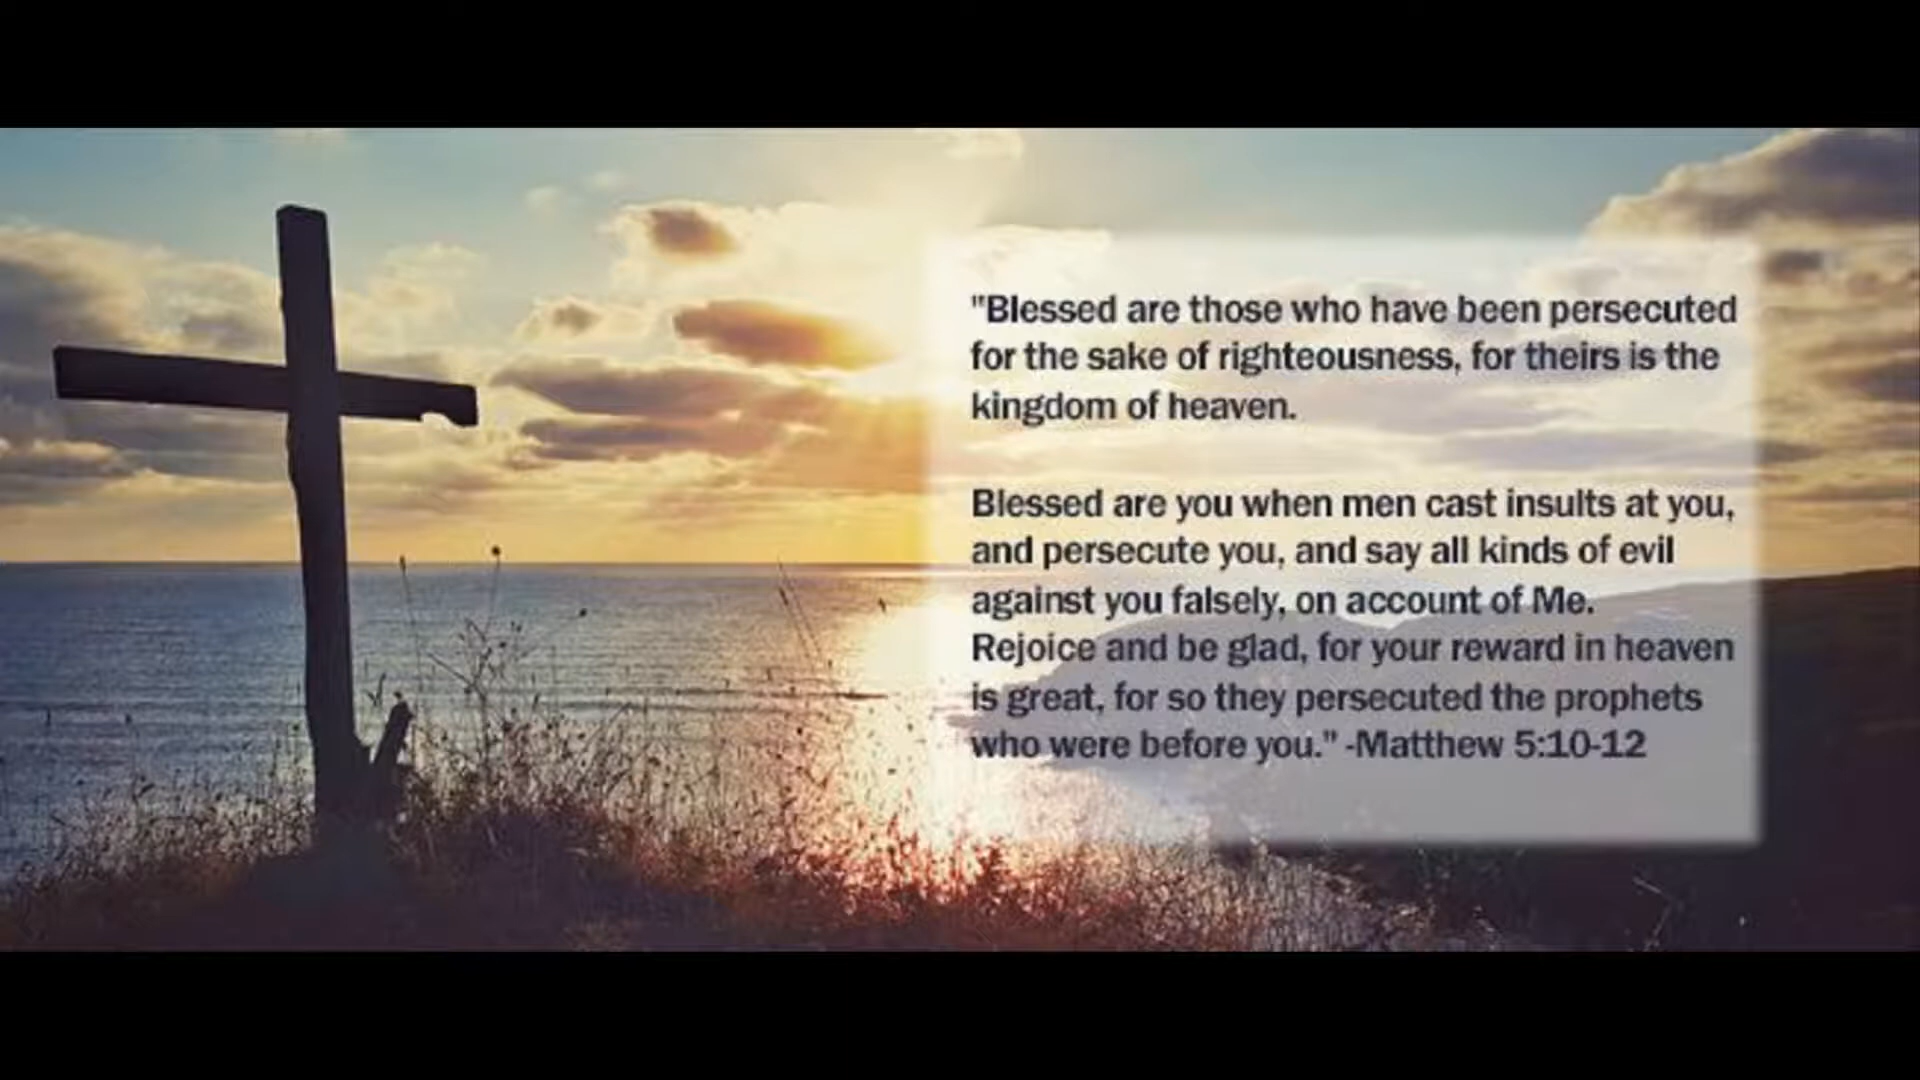 "Blessed are those who have been persecuted
for the sake of righteousness, for theirs is the
kingdom of heaven.
Blessed are you when men cast insults at you,
and persecute you, and say all kinds of evil
against you falsely, on account of Me.
Rejoice and be glad, for your reward in heaven
is great, for so they persecuted the prophets
who were before you." -Matthew 5:10-12